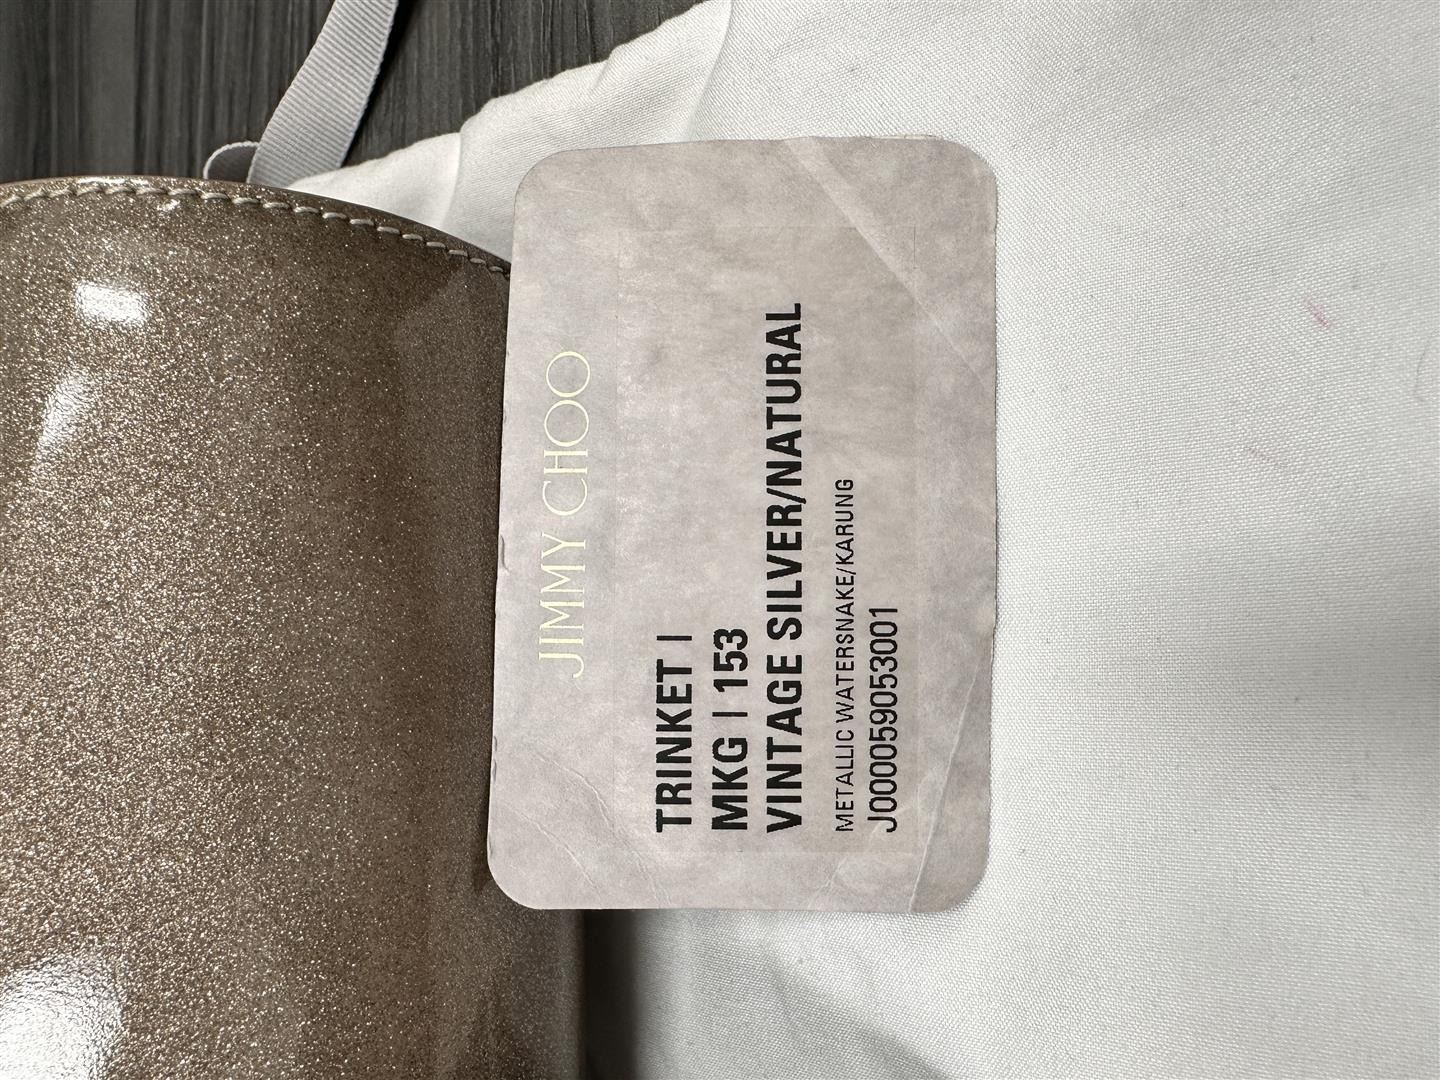 JIMMY CHOO
TRINKET |
MKG | 153
VINTAGE SILVER/NATURAL
METALLIC WATERSNAKE/KARUNG
J000059053001